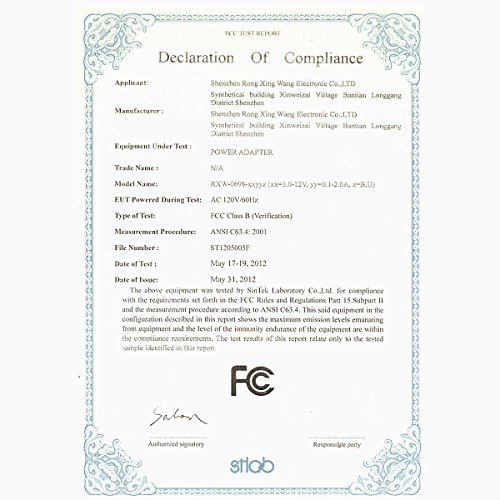 FCC TEST REPORT
Declaration Of Compliance
Applicant: Shenzhen Rong Xing Wang Electronic Co.,LTD
Synthetical building Xinweizai Village Bantian Longgang
District Shenzhen
Manufacturer : Shenzhen Rong Xing Wang Electronic Co.,LTD
Synthetical building Xinweizai Village Bantian Longgang
District Shenzhen
Equipment Under Test : POWER ADAPTER
Trade Name : N/A
Model Name: RXW-0698-xxyyz (xx=3.0-12V, yy=0.1-2.0A, z=B,U)
EUT Powered During Test: AC 120V/60Hz
Type of Test: FCC Class B (Verification)
Measurement Procedure: ANSI C63.4: 2001
File Number : ST1205005F
Date of Test : May 17-19, 2012
Date of Issue: May 31, 2012
The above equipment was tested by SinTek Laboratory Co.,Ltd. for compliance
with the requirements set forth in the FCC Rules and Regulations Part 15.Subpart B
and the measurement procedure according to ANSI C63.4. This said equipment in the
configuration described in this report shows the maximum emission levels emanating
from equipment and the level of the immunity endurance of the equipment are within
the compliance requirements. The test results of this report relate only to the tested
sample identified in this report.
FCC
Authorized signatory Responsible party
stlab